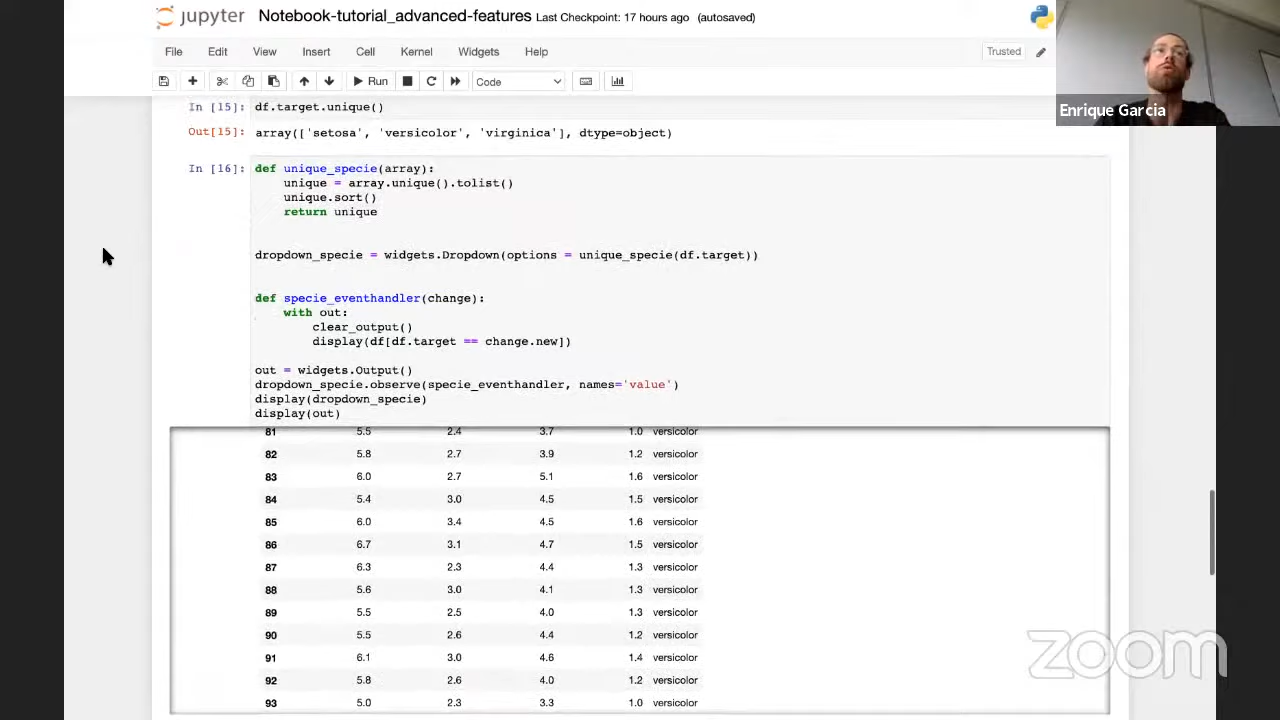 jupyter Notebook-tutorial_advanced-features Last Checkpoint: 17 hours ago (autosaved)
File Edit View Insert Cell Kernel Widgets Help Trusted
Run Code
Enrique Garcia
In [15]: df.target.unique()
Out[15]: array(['setosa', 'versicolor', 'virginica'], dtype=object)
In [16]: def unique_specie(array):
unique = array.unique().tolist()
unique.sort()
return unique
dropdown_specie = widgets.Dropdown(options = unique_specie(df.target))
def specie_eventhandler(change):
with out:
clear_output()
display(df[df.target == change.new])
out = widgets.Output()
dropdown_specie.observe(specie_eventhandler, names='value')
display(dropdown_specie)
display(out)
81 5.5 2.4 3.7 1.0 versicolor
82 5.8 2.7 3.9 1.2 versicolor
83 6.0 2.7 5.1 1.6 versicolor
84 5.4 3.0 4.5 1.5 versicolor
85 6.0 3.4 4.5 1.6 versicolor
86 6.7 3.1 4.7 1.5 versicolor
87 6.3 2.3 4.4 1.3 versicolor
88 5.6 3.0 4.1 1.3 versicolor
89 5.5 2.5 4.0 1.3 versicolor
90 5.5 2.6 4.4 1.2 versicolor
91 6.1 3.0 4.6 1.4 versicolor
92 5.8 2.6 4.0 1.2 versicolor
93 5.0 2.3 3.3 1.0 versicolor
zoom